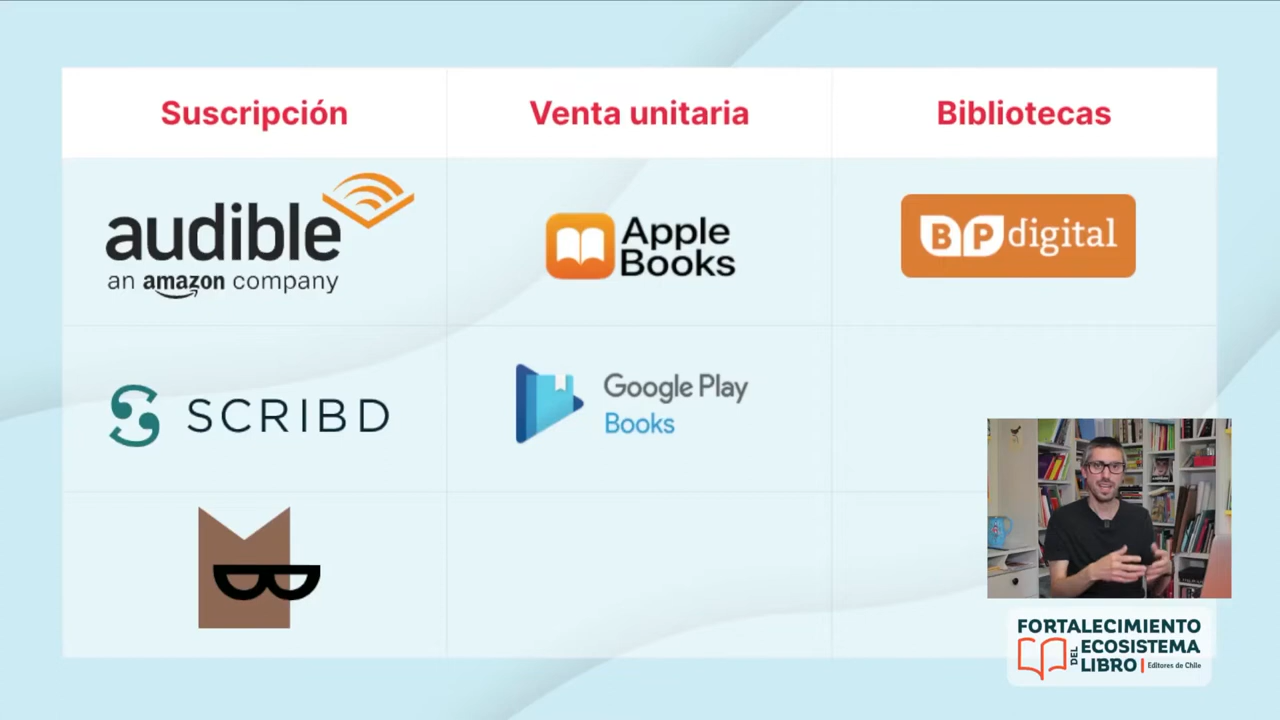 Suscripción
Venta unitaria
Bibliotecas
audible
an amazon company
Apple
Books
BP digital
SCRIBD
Google Play
Books
B
FORTALECIMIENTO
DEL ECOSISTEMA
LIBRO | Editores de Chile